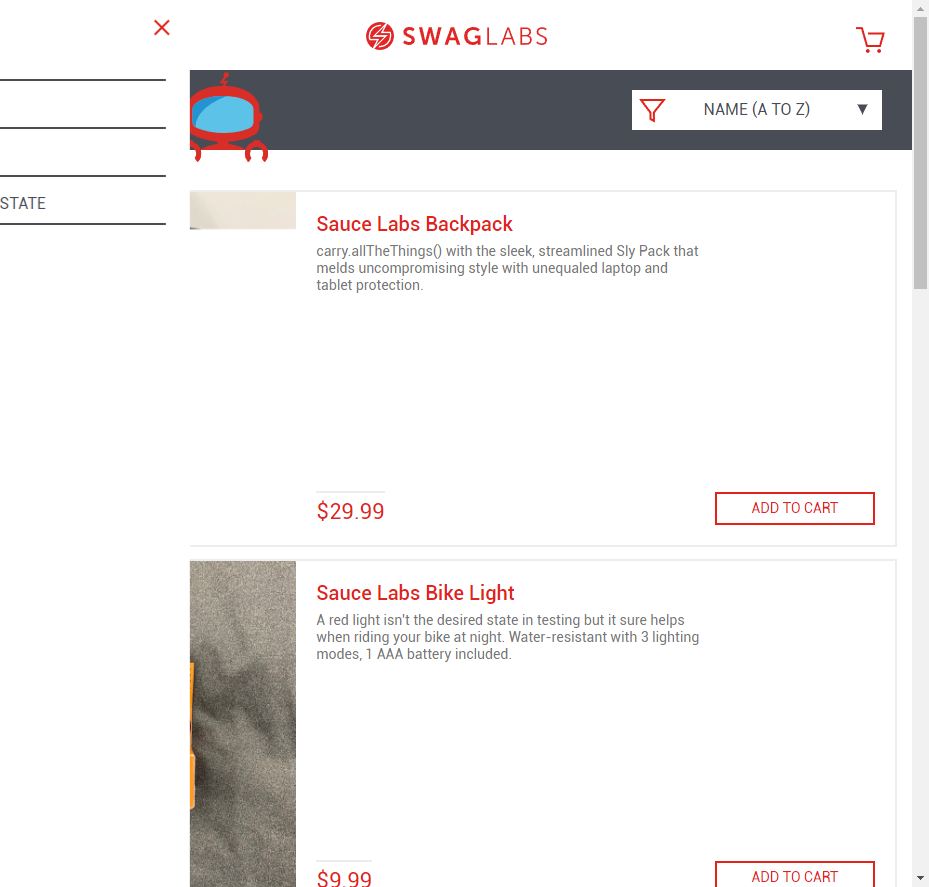 SWAGLABS
NAME (A TO Z)
STATE
Sauce Labs Backpack
carry.allTheThings() with the sleek, streamlined Sly Pack that
melds uncompromising style with unequaled laptop and
tablet protection.
$29.99
ADD TO CART
Sauce Labs Bike Light
A red light isn't the desired state in testing but it sure helps
when riding your bike at night. Water-resistant with 3 lighting
modes, 1 AAA battery included.
$9.99
ADD TO CART